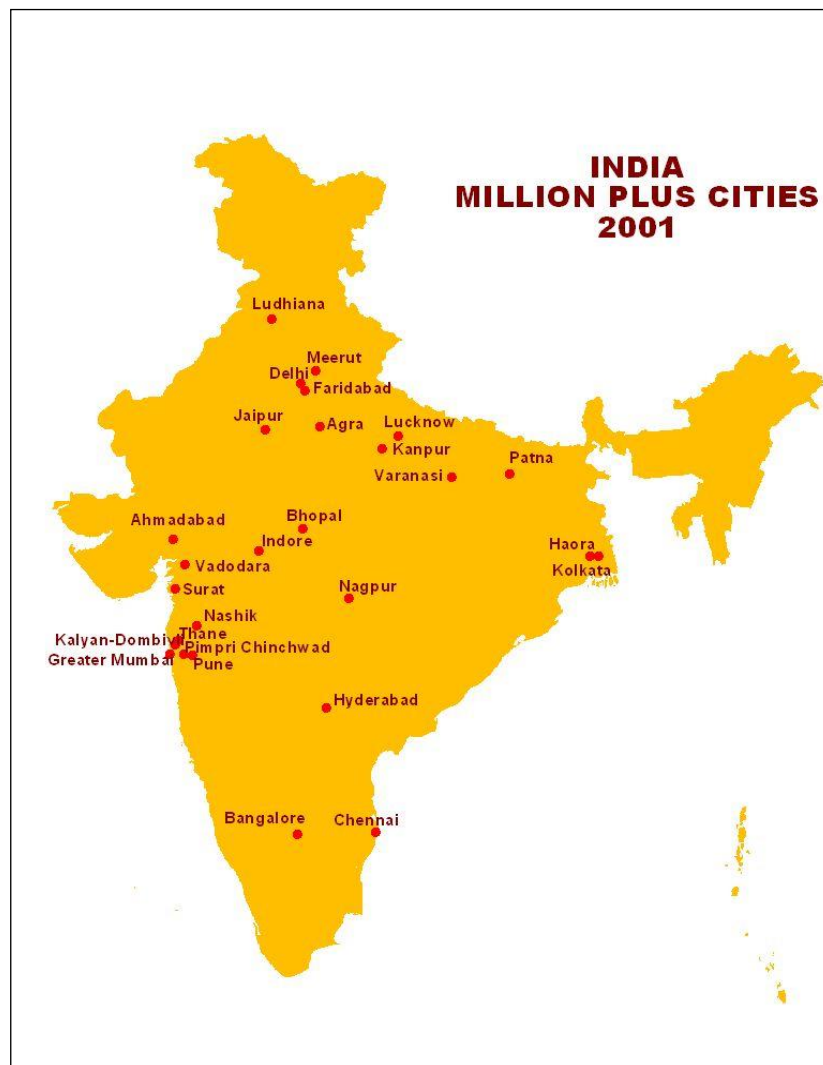 INDIA
MILLION PLUS CITIES
2001
Ludhiana
Meerut
Delhi
Faridabad
Jaipur
Agra
Lucknow
Kanpur
Patna
Varanasi
Ahmadabad
Bhopal
Indore
Haora
Vadodara
Kolkata
Surat
Nagpur
Nashik
Thane
Kalyan-Dombivli
Pimpri Chinchwad
Greater Mumbai
Pune
Hyderabad
Bangalore
Chennai